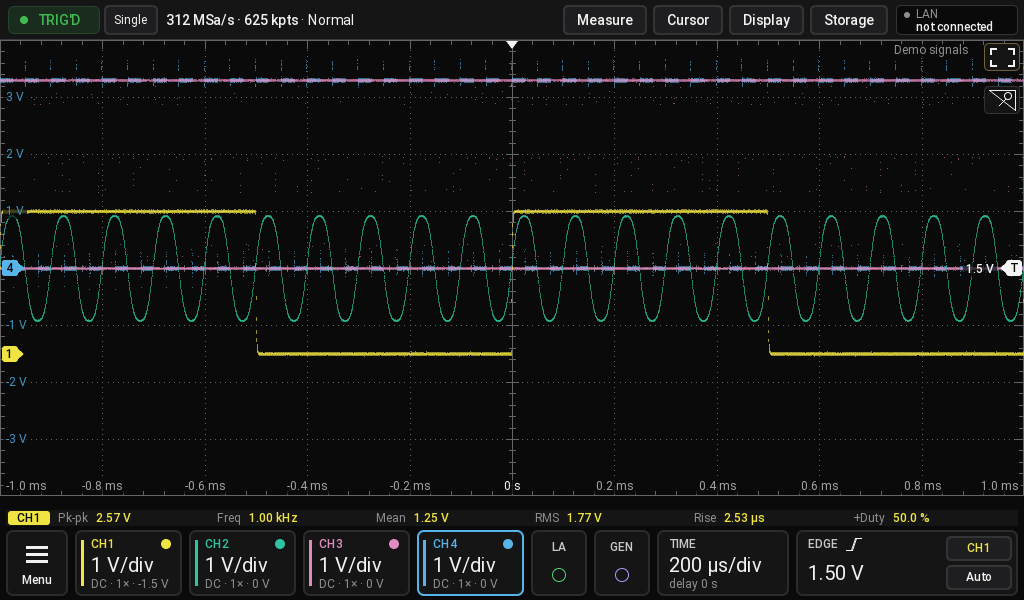 TRIG'D Single 312 MSa/s · 625 kpts · Normal Measure Cursor Display Storage LAN
not connected
Demo signals
3 V
2 V
1 V
4 1.5 V T
-1 V
1
-2 V
-3 V
-1.0 ms -0.8 ms -0.6 ms -0.4 ms -0.2 ms 0 s 0.2 ms 0.4 ms 0.6 ms 0.8 ms 1.0 ms
CH1 Pk-pk 2.57 V Freq 1.00 kHz Mean 1.25 V RMS 1.77 V Rise 2.53 µs +Duty 50.0 %
Menu
CH1
1 V/div
DC · 1× · -1.5 V
CH2
1 V/div
DC · 1× · 0 V
CH3
1 V/div
DC · 1× · 0 V
CH4
1 V/div
DC · 1× · 0 V
LA
GEN
TIME
200 µs/div
delay 0 s
EDGE
1.50 V
CH1
Auto